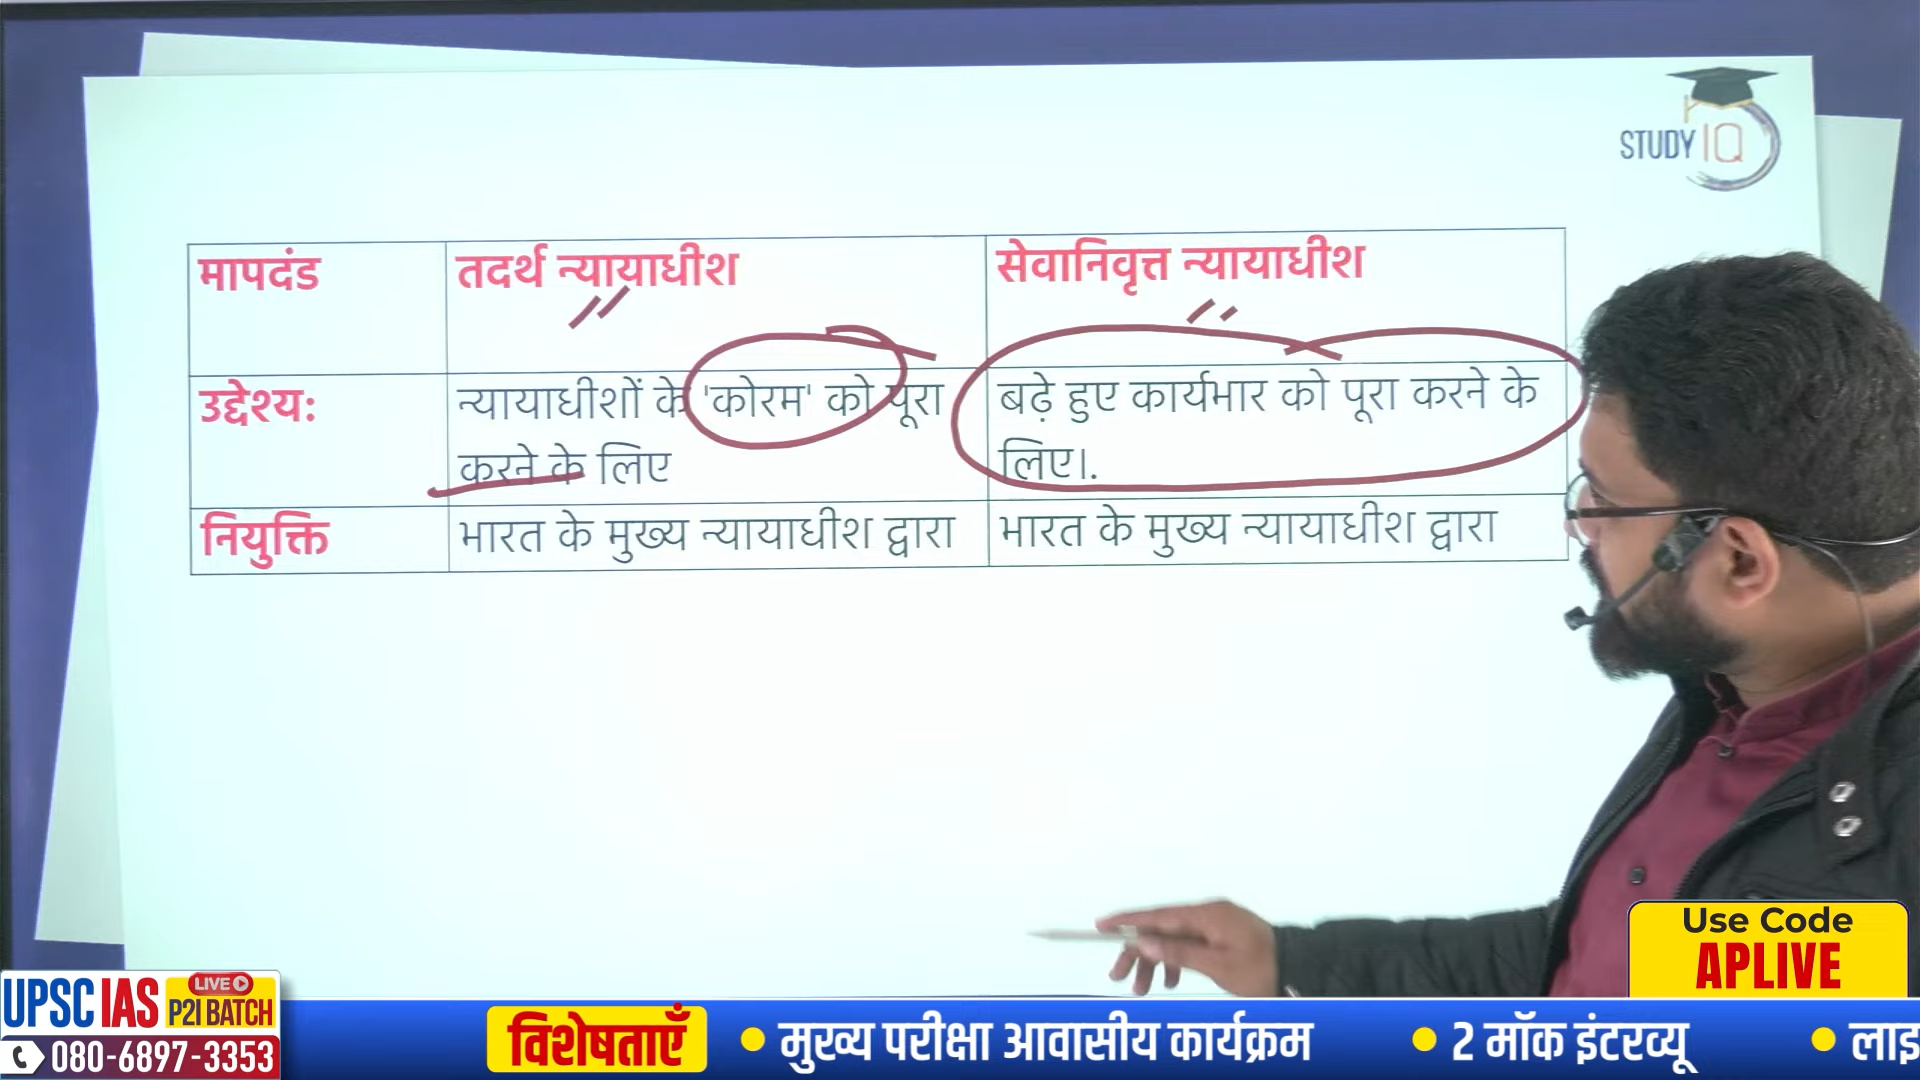 STUDY IQ
मापदंड
तदर्थ न्यायाधीश
सेवानिवृत्त न्यायाधीश
उद्देश्य:
न्यायाधीशों के 'कोरम' को पूरा
करने के लिए
बढ़े हुए कार्यभार को पूरा करने के
लिए।.
नियुक्ति
भारत के मुख्य न्यायाधीश द्वारा
भारत के मुख्य न्यायाधीश द्वारा
Use Code
APLIVE
UPSC IAS
LIVE
P2I BATCH
080-6897-3353
विशेषताएँ
मुख्य परीक्षा आवासीय कार्यक्रम
2 मॉक इंटरव्यू